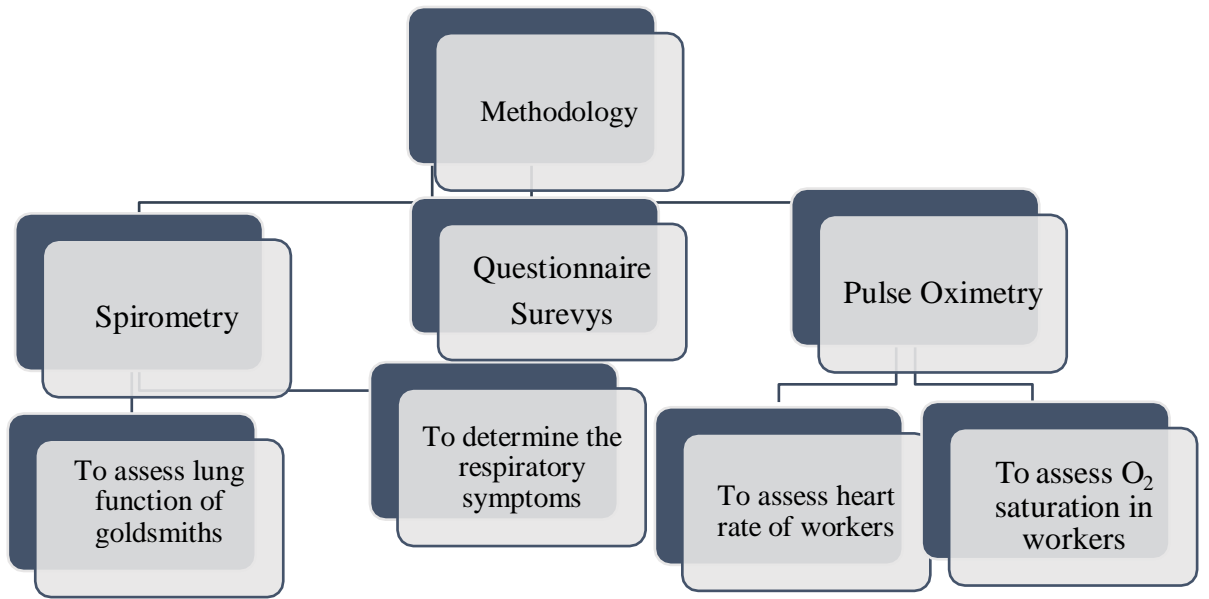 Methodology
Spirometry
Questionnaire
Surevys
Pulse Oximetry
To assess lung
function of
goldsmiths
To determine the
respiratory
symptoms
To assess heart
rate of workers
To assess O₂
saturation in
workers